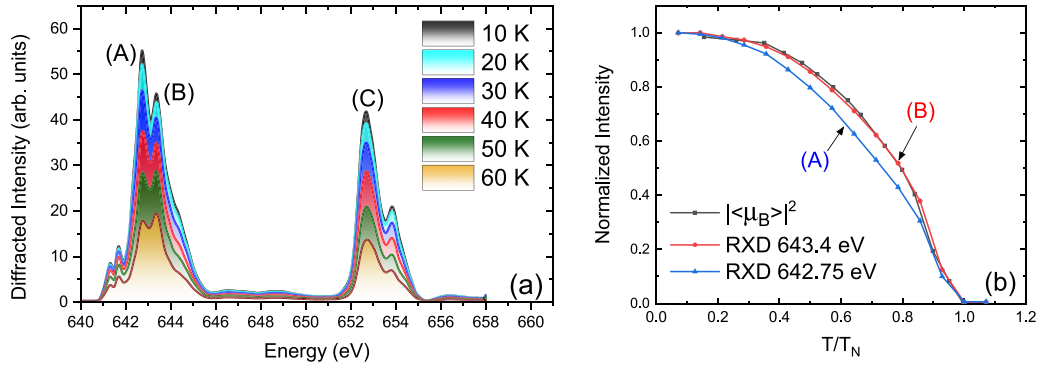 Diffracted Intensity (arb. units)
60
50
40
30
20
10
0
(A)
(B)
(C)
10 K
20 K
30 K
40 K
50 K
60 K
(a)
640 642 644 646 648 650 652 654 656 658 660
Energy (eV)
Normalized Intensity
1.0
0.8
0.6
0.4
0.2
0.0
(A)
(B)
|<μ_B>|²
RXD 643.4 eV
RXD 642.75 eV
(b)
0.0 0.2 0.4 0.6 0.8 1.0 1.2
T/T_N